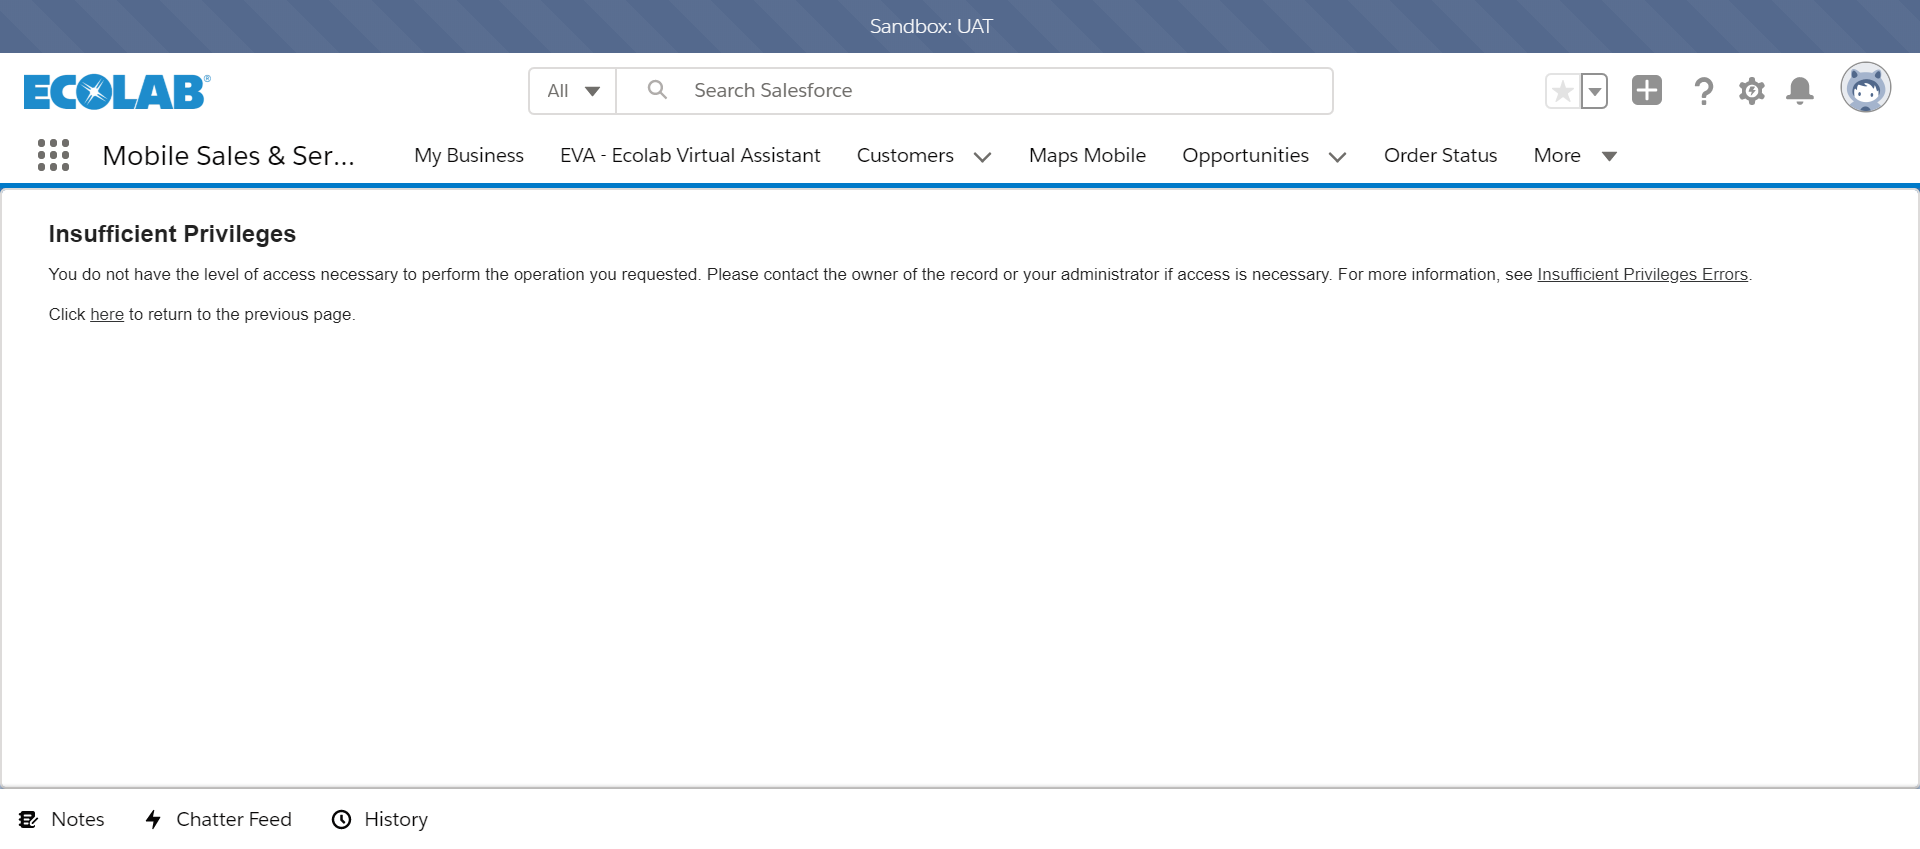 Sandbox: UAT
ECOLAB®
All
Search Salesforce
Mobile Sales & Ser...
My Business
EVA - Ecolab Virtual Assistant
Customers
Maps Mobile
Opportunities
Order Status
More
Insufficient Privileges
You do not have the level of access necessary to perform the operation you requested. Please contact the owner of the record or your administrator if access is necessary. For more information, see Insufficient Privileges Errors.
Click here to return to the previous page.
Notes
Chatter Feed
History